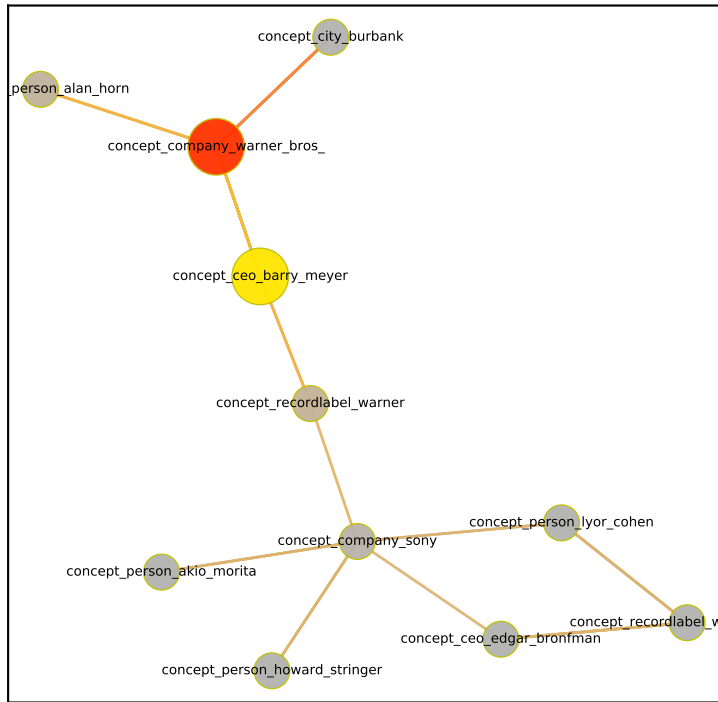 concept_city_burbank
_person_alan_horn
concept_company_warner_bros_
concept_ceo_barry_meyer
concept_recordlabel_warner
concept_person_lyor_cohen
concept_company_sony
concept_person_akio_morita
concept_recordlabel_w
concept_ceo_edgar_bronfman
concept_person_howard_stringer